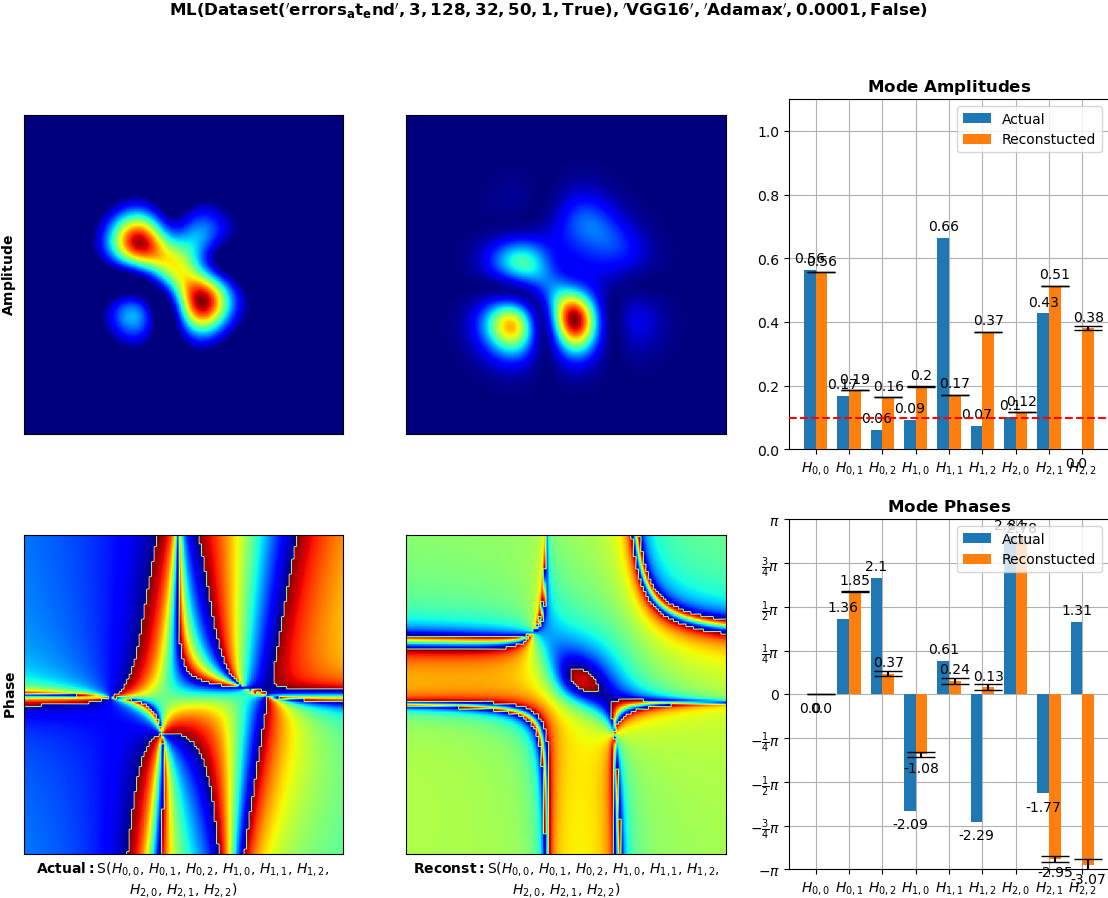 ML(Dataset('errors_at_end', 3, 128, 32, 50, 1, True), 'VGG16', 'Adamax', 0.0001, False)
Amplitude
Mode Amplitudes
Actual
Reconstucted
1.0
0.8
0.6
0.4
0.2
0.0
0.56
0.56
0.17
0.19
0.06
0.16
0.09
0.2
0.66
0.17
0.07
0.37
0.1
0.12
0.43
0.51
0.0
0.38
H0,0 H0,1 H0,2 H1,0 H1,1 H1,2 H2,0 H2,1 H2,2
Phase
Mode Phases
Actual
Reconstucted
π
3/4π
1/2π
1/4π
0
−1/4π
−1/2π
−3/4π
−π
0.0
0.0
1.36
1.85
2.1
0.37
-2.09
-1.08
0.61
0.24
-2.29
0.13
2.84
2.78
-1.77
-2.95
1.31
-3.07
H0,0 H0,1 H0,2 H1,0 H1,1 H1,2 H2,0 H2,1 H2,2
Actual: S(H0,0, H0,1, H0,2, H1,0, H1,1, H1,2,
H2,0, H2,1, H2,2)
Reconst: S(H0,0, H0,1, H0,2, H1,0, H1,1, H1,2,
H2,0, H2,1, H2,2)